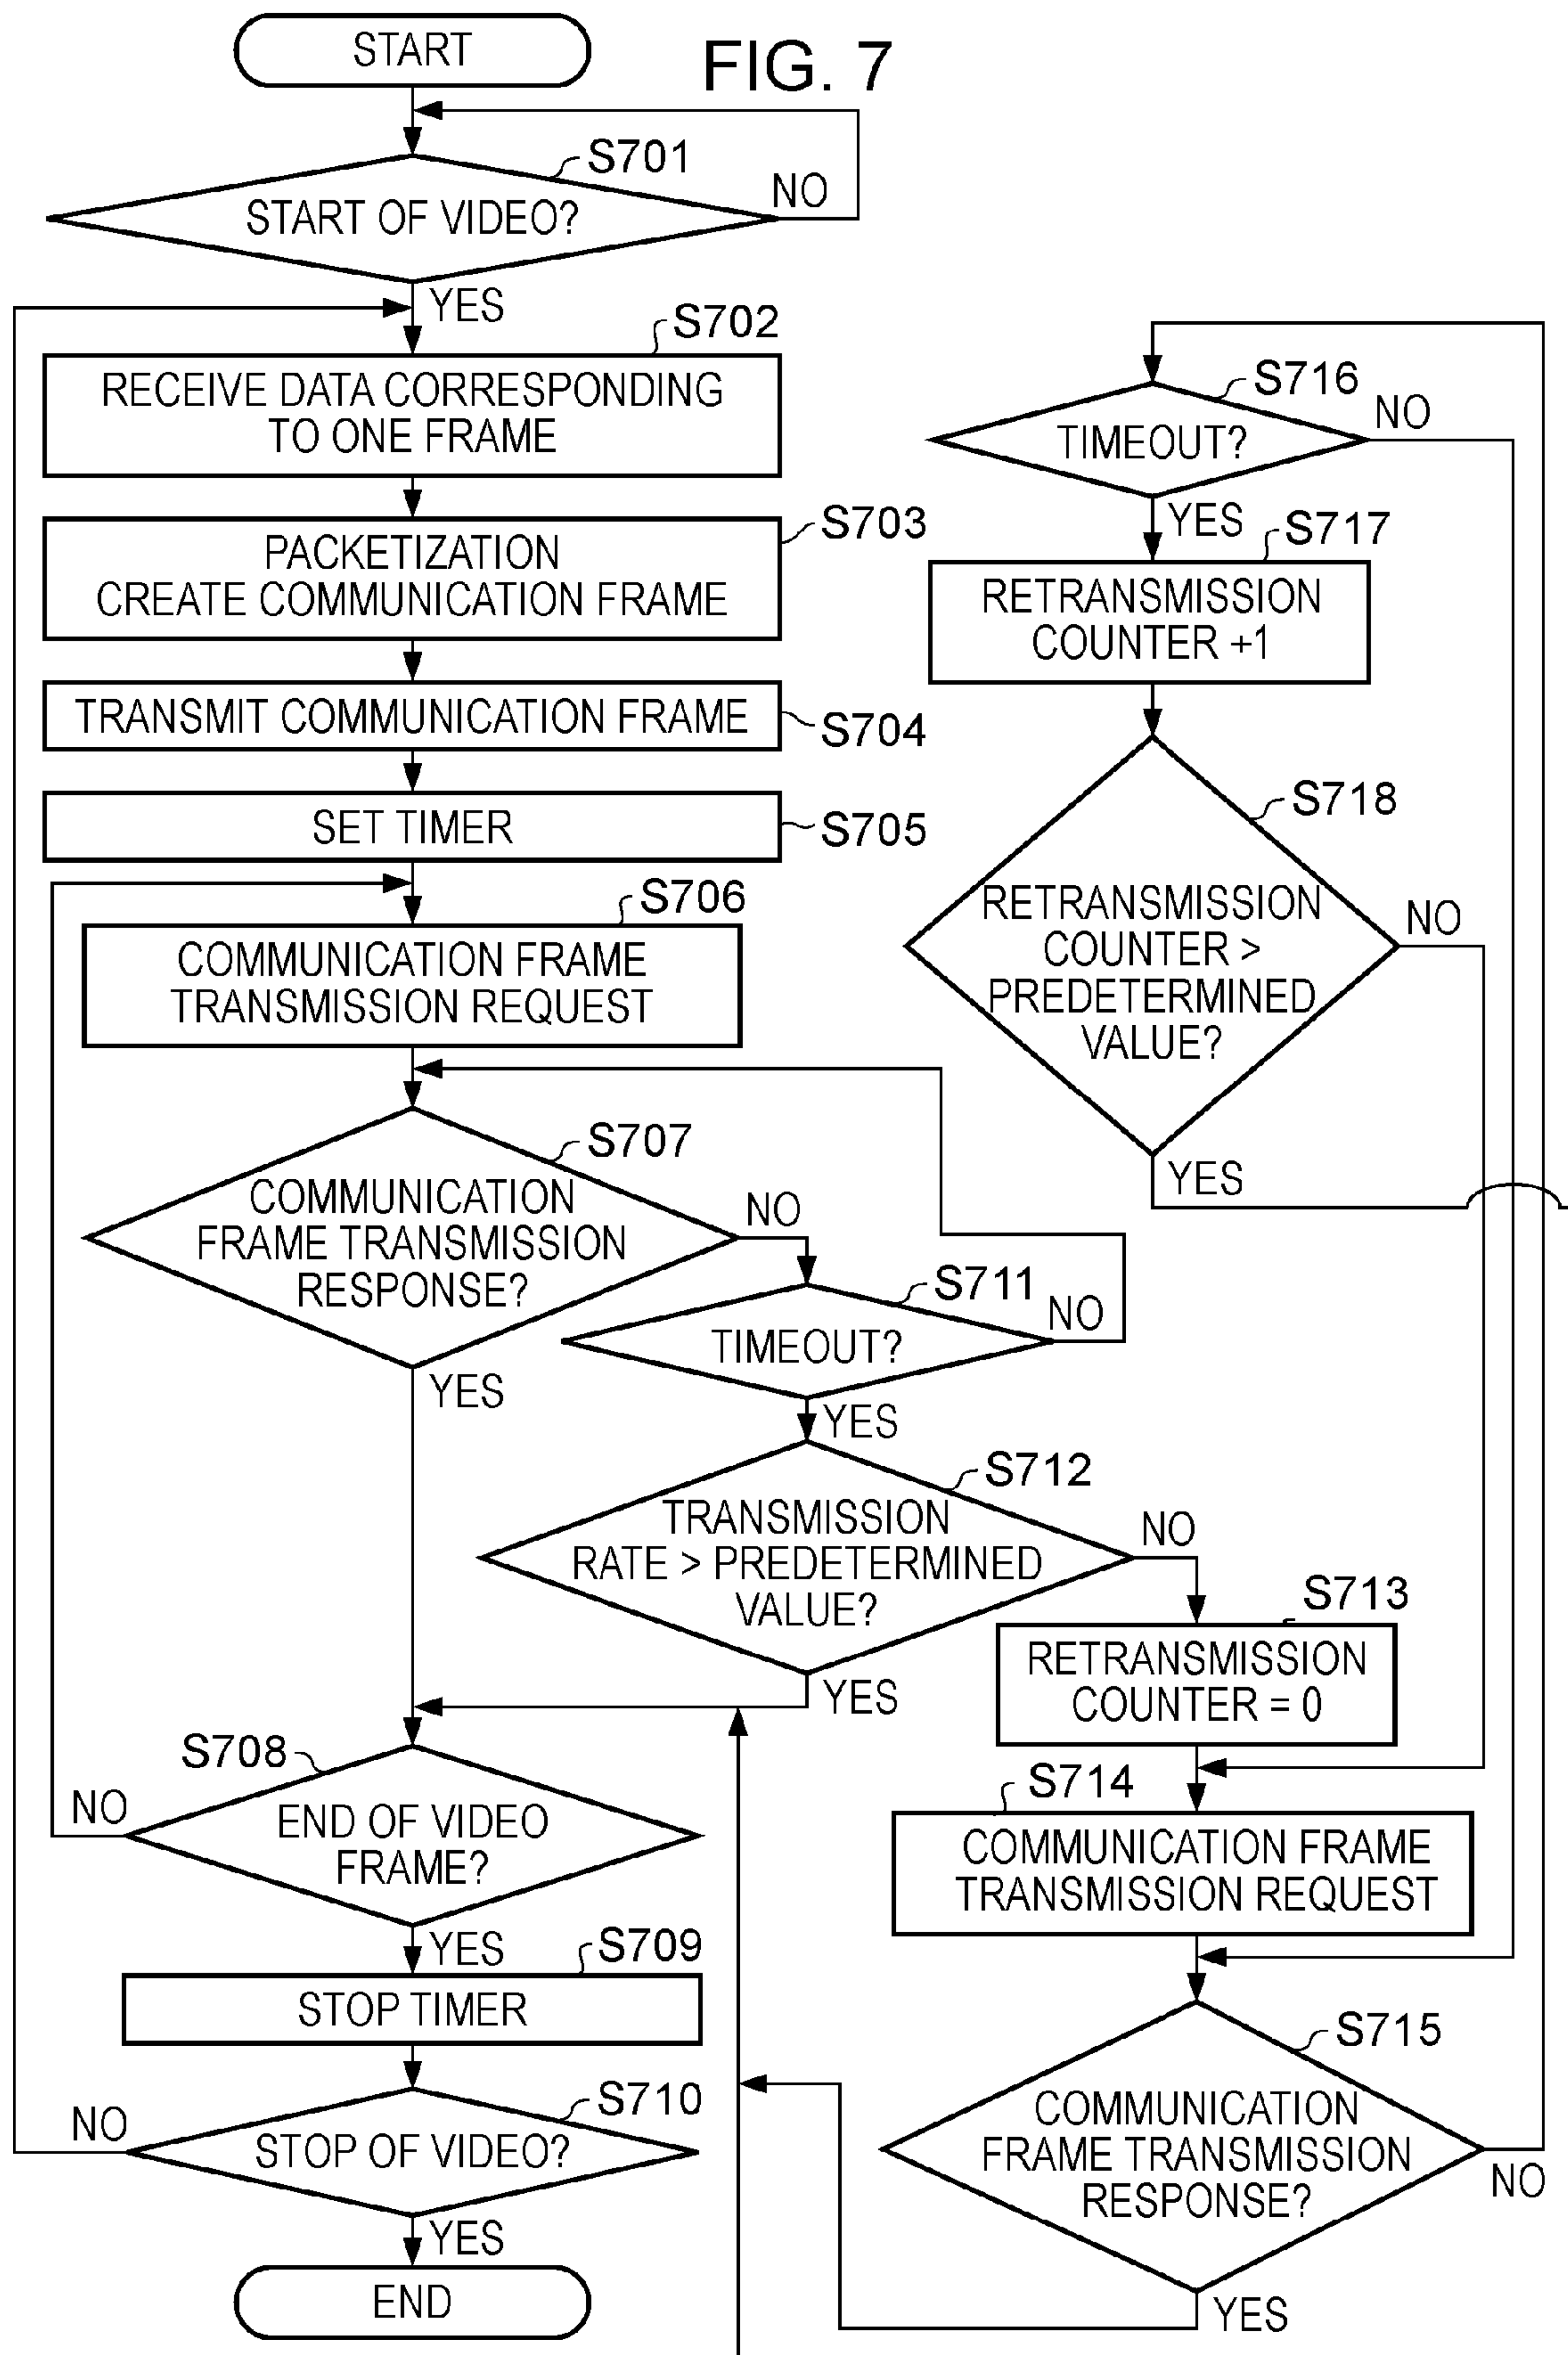 FIG. 7
START
S701
START OF VIDEO?
NO
YES
S702
RECEIVE DATA CORRESPONDING
TO ONE FRAME
S703
PACKETIZATION
CREATE COMMUNICATION FRAME
TRANSMIT COMMUNICATION FRAME
S704
SET TIMER
S705
S706
COMMUNICATION FRAME
TRANSMISSION REQUEST
S707
COMMUNICATION
FRAME TRANSMISSION
RESPONSE?
NO
YES
S711
TIMEOUT?
NO
YES
S712
TRANSMISSION
RATE > PREDETERMINED
VALUE?
NO
YES
S708
END OF VIDEO
FRAME?
NO
YES
S709
STOP TIMER
S710
STOP OF VIDEO?
NO
YES
END
S716
TIMEOUT?
NO
YES
S717
RETRANSMISSION
COUNTER +1
S718
RETRANSMISSION
COUNTER >
PREDETERMINED
VALUE?
NO
YES
S713
RETRANSMISSION
COUNTER = 0
S714
COMMUNICATION FRAME
TRANSMISSION REQUEST
S715
COMMUNICATION
FRAME TRANSMISSION
RESPONSE?
NO
YES